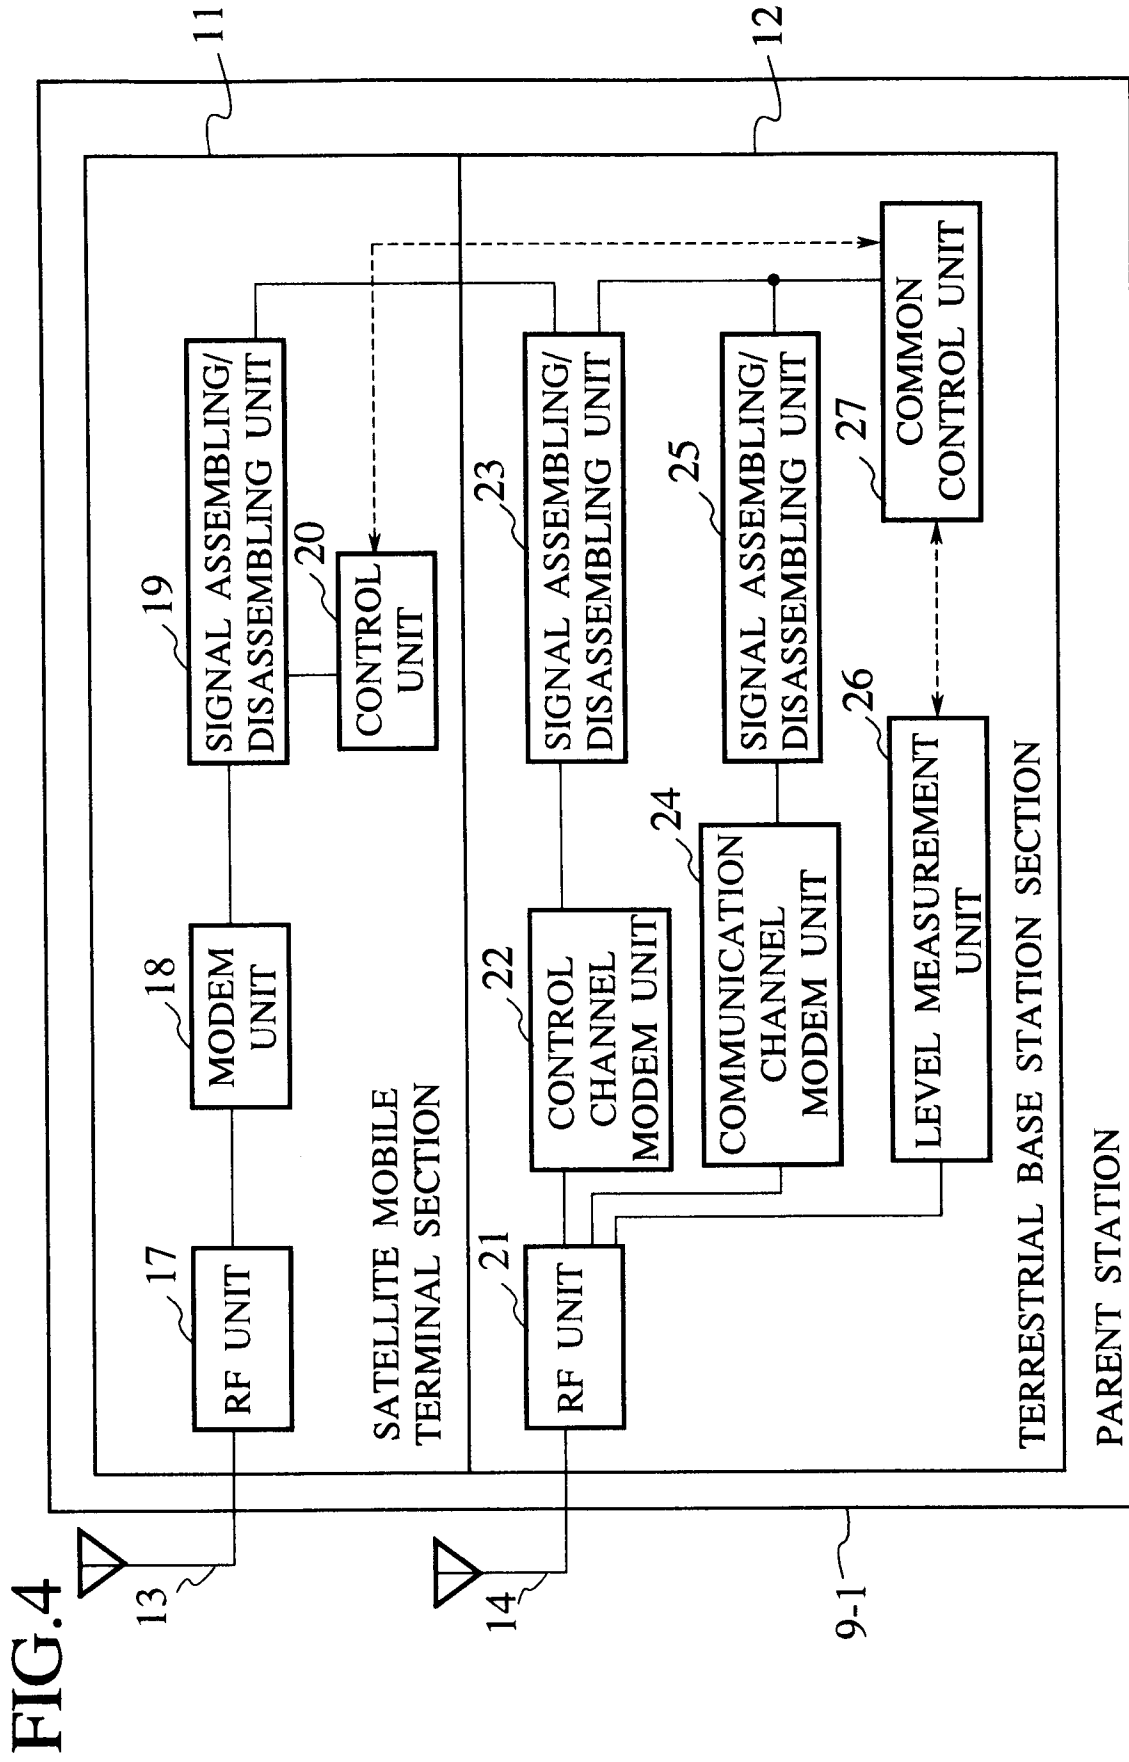 FIG.4
11
12
13
14
9-1
17
RF UNIT
18
MODEM
UNIT
19
SIGNAL ASSEMBLING/
DISASSEMBLING UNIT
20
CONTROL
UNIT
SATELLITE MOBILE
TERMINAL SECTION
21
RF UNIT
22
CONTROL
CHANNEL
MODEM UNIT
23
SIGNAL ASSEMBLING/
DISASSEMBLING UNIT
24
COMMUNICATION
CHANNEL
MODEM UNIT
25
SIGNAL ASSEMBLING/
DISASSEMBLING UNIT
26
LEVEL MEASUREMENT
UNIT
27
COMMON
CONTROL UNIT
TERRESTRIAL BASE STATION SECTION
PARENT STATION